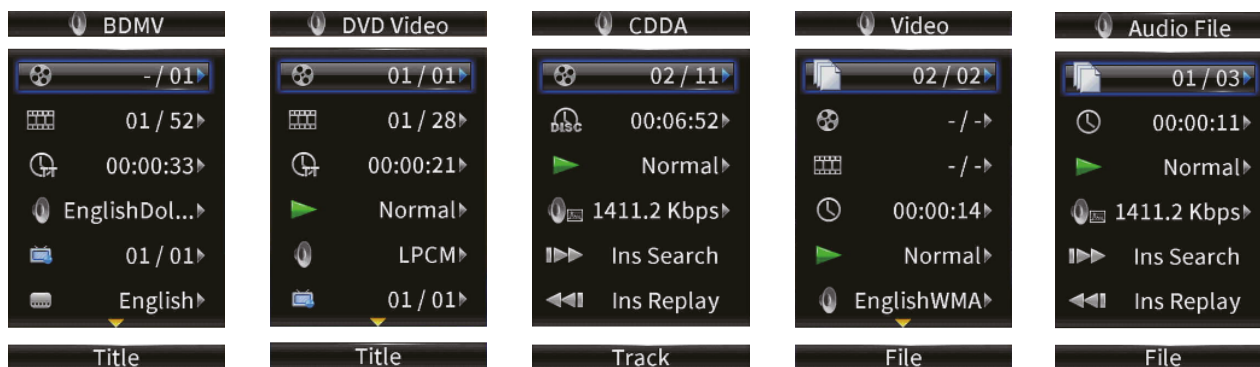 BDMV
- / 01
01 / 52
00:00:33
EnglishDol...
01 / 01
English
Title
DVD Video
01 / 01
01 / 28
00:00:21
Normal
LPCM
01 / 01
Title
CDDA
02 / 11
DISC 00:06:52
Normal
1411.2 Kbps
Ins Search
Ins Replay
Track
Video
02 / 02
- / -
- / -
00:00:14
Normal
EnglishWMA
File
Audio File
01 / 03
00:00:11
Normal
1411.2 Kbps
Ins Search
Ins Replay
File